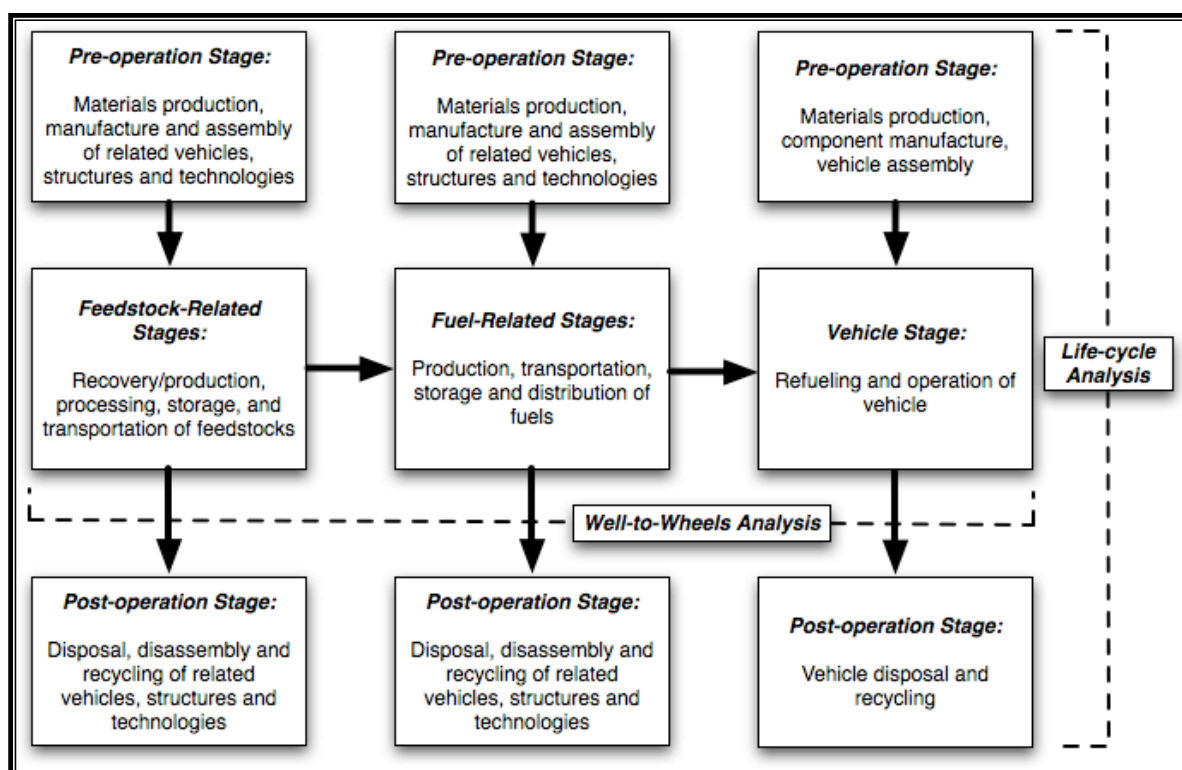 Pre-operation Stage:
Materials production,
manufacture and assembly
of related vehicles,
structures and technologies
Pre-operation Stage:
Materials production,
manufacture and assembly
of related vehicles,
structures and technologies
Pre-operation Stage:
Materials production,
component manufacture,
vehicle assembly
Feedstock-Related
Stages:
Recovery/production,
processing, storage, and
transportation of feedstocks
Fuel-Related Stages:
Production, transportation,
storage and distribution of
fuels
Vehicle Stage:
Refueling and operation of
vehicle
Life-cycle
Analysis
Well-to-Wheels Analysis
Post-operation Stage:
Disposal, disassembly and
recycling of related
vehicles, structures and
technologies
Post-operation Stage:
Disposal, disassembly and
recycling of related
vehicles, structures and
technologies
Post-operation Stage:
Vehicle disposal and
recycling